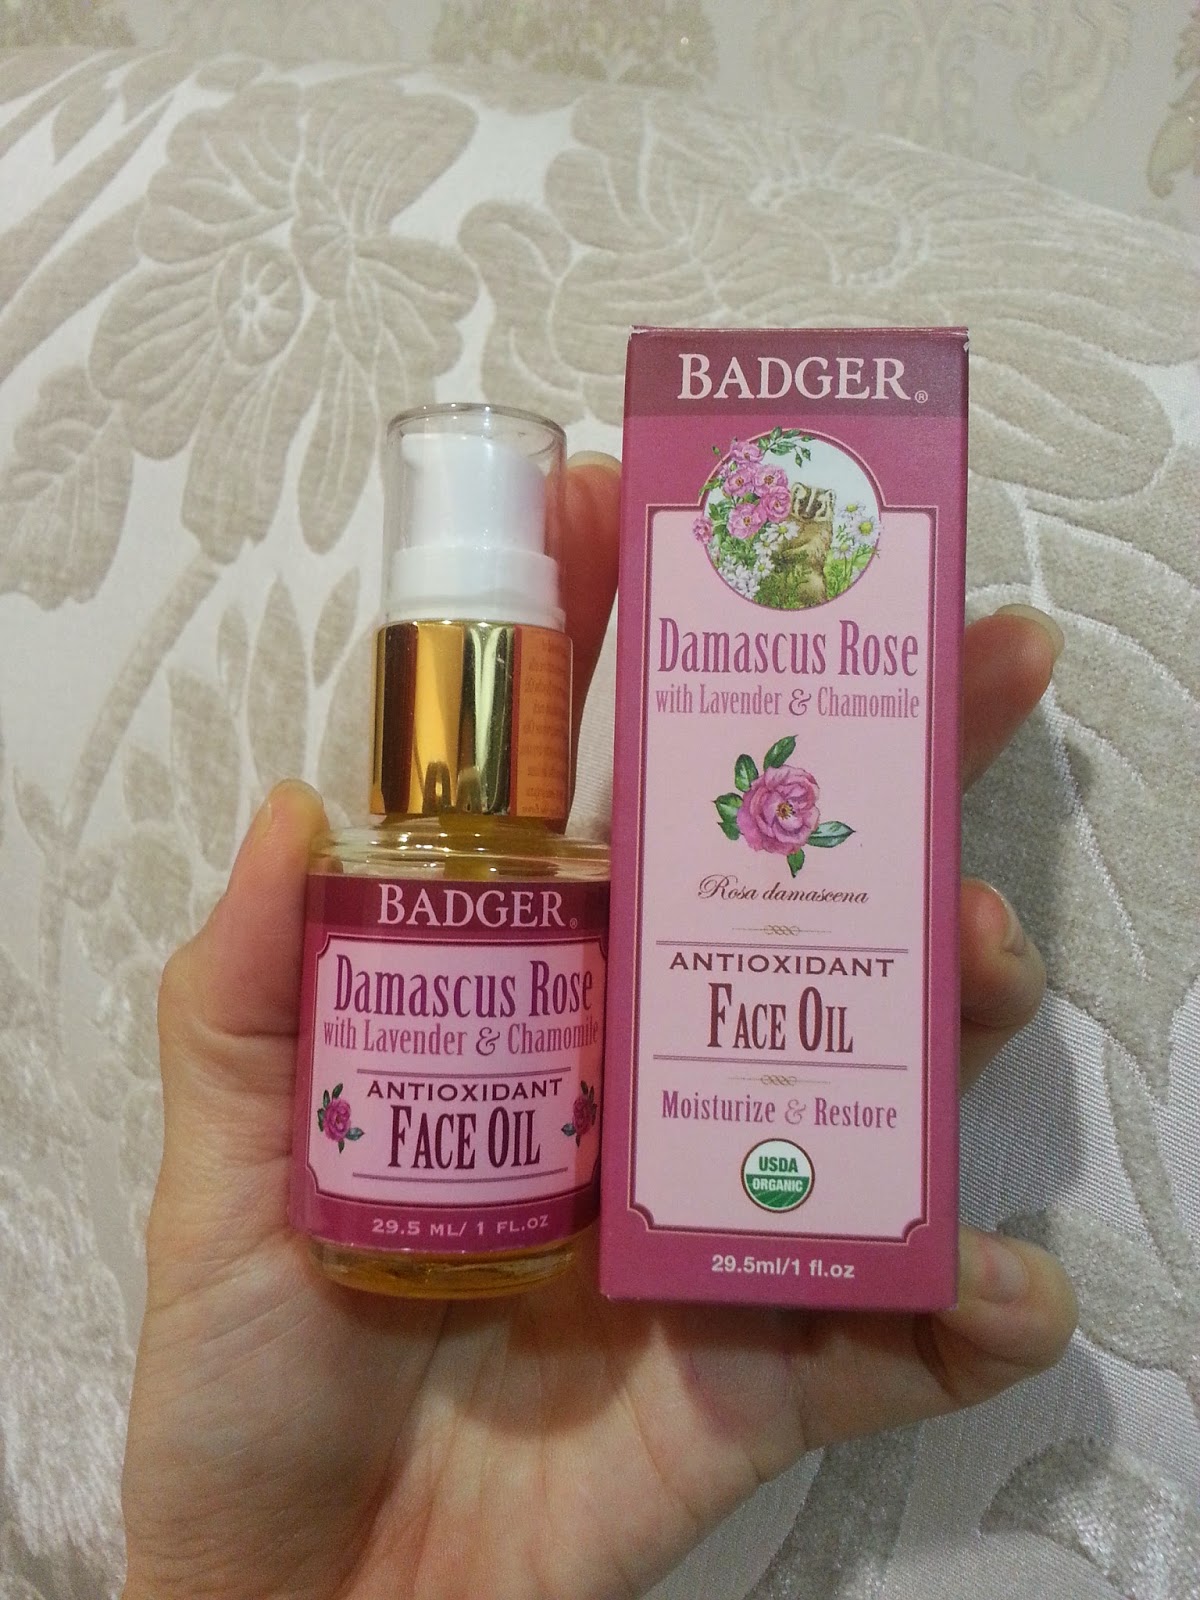 BADGER®
Damascus Rose
with Lavender & Chamomile
ANTIOXIDANT
FACE OIL
29.5 ML/ 1 FL.OZ
BADGER®
Damascus Rose
with Lavender & Chamomile
Rosa damascena
ANTIOXIDANT
FACE OIL
Moisturize & Restore
USDA
ORGANIC
29.5ml/1 fl.oz